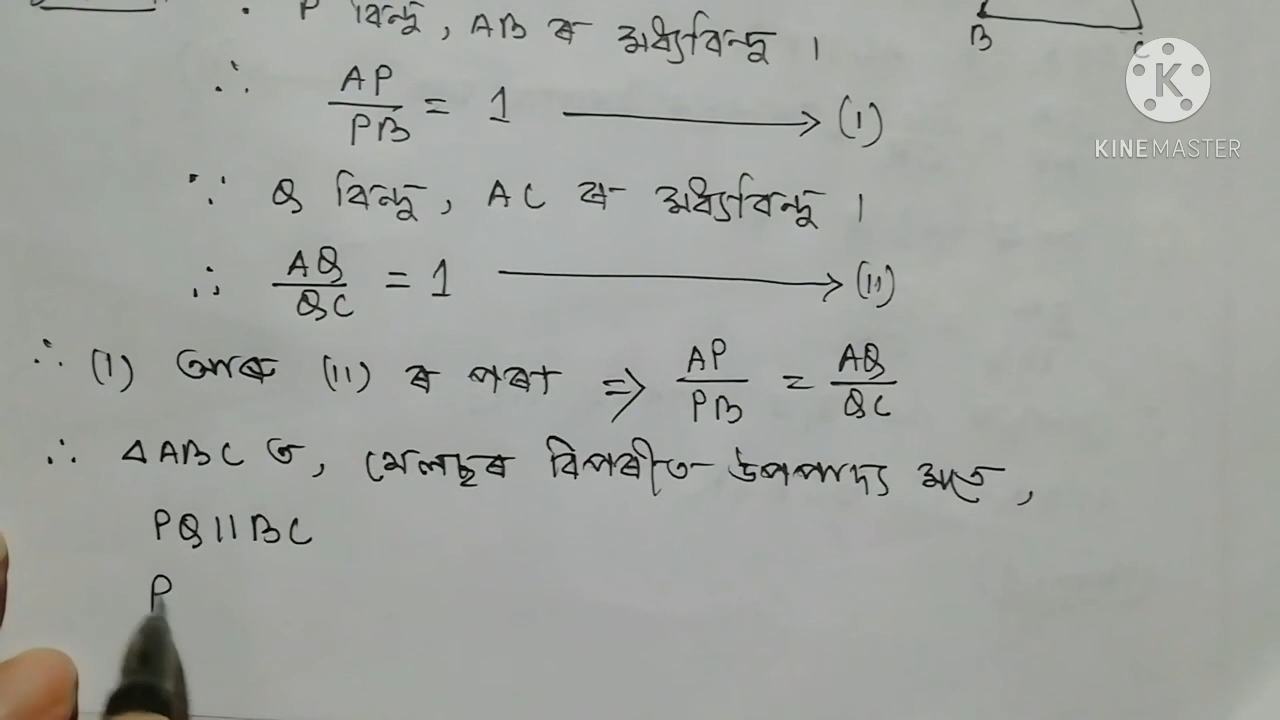 ∵ P বিন্দু, AB ৰ মধ্যবিন্দু।
B C
∴ AP/PB = 1 ⟶ (I)
KINEMASTER
∵ Q বিন্দু, AC ৰ মধ্যবিন্দু।
∴ AQ/QC = 1 ⟶ (II)
∴ (I) আৰু (II) ৰ পৰা ⇒ AP/PB = AQ/QC
∴ ΔABC ত, থেলছৰ বিপৰীত উপপাদ্য মতে,
PQ||BC
P